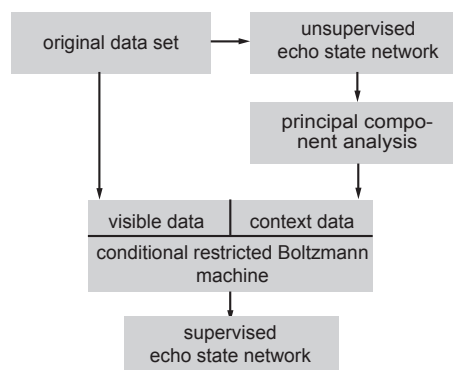 original data set
unsupervised
echo state network
principal compo-
nent analysis
visible data
context data
conditional restricted Boltzmann
machine
supervised
echo state network